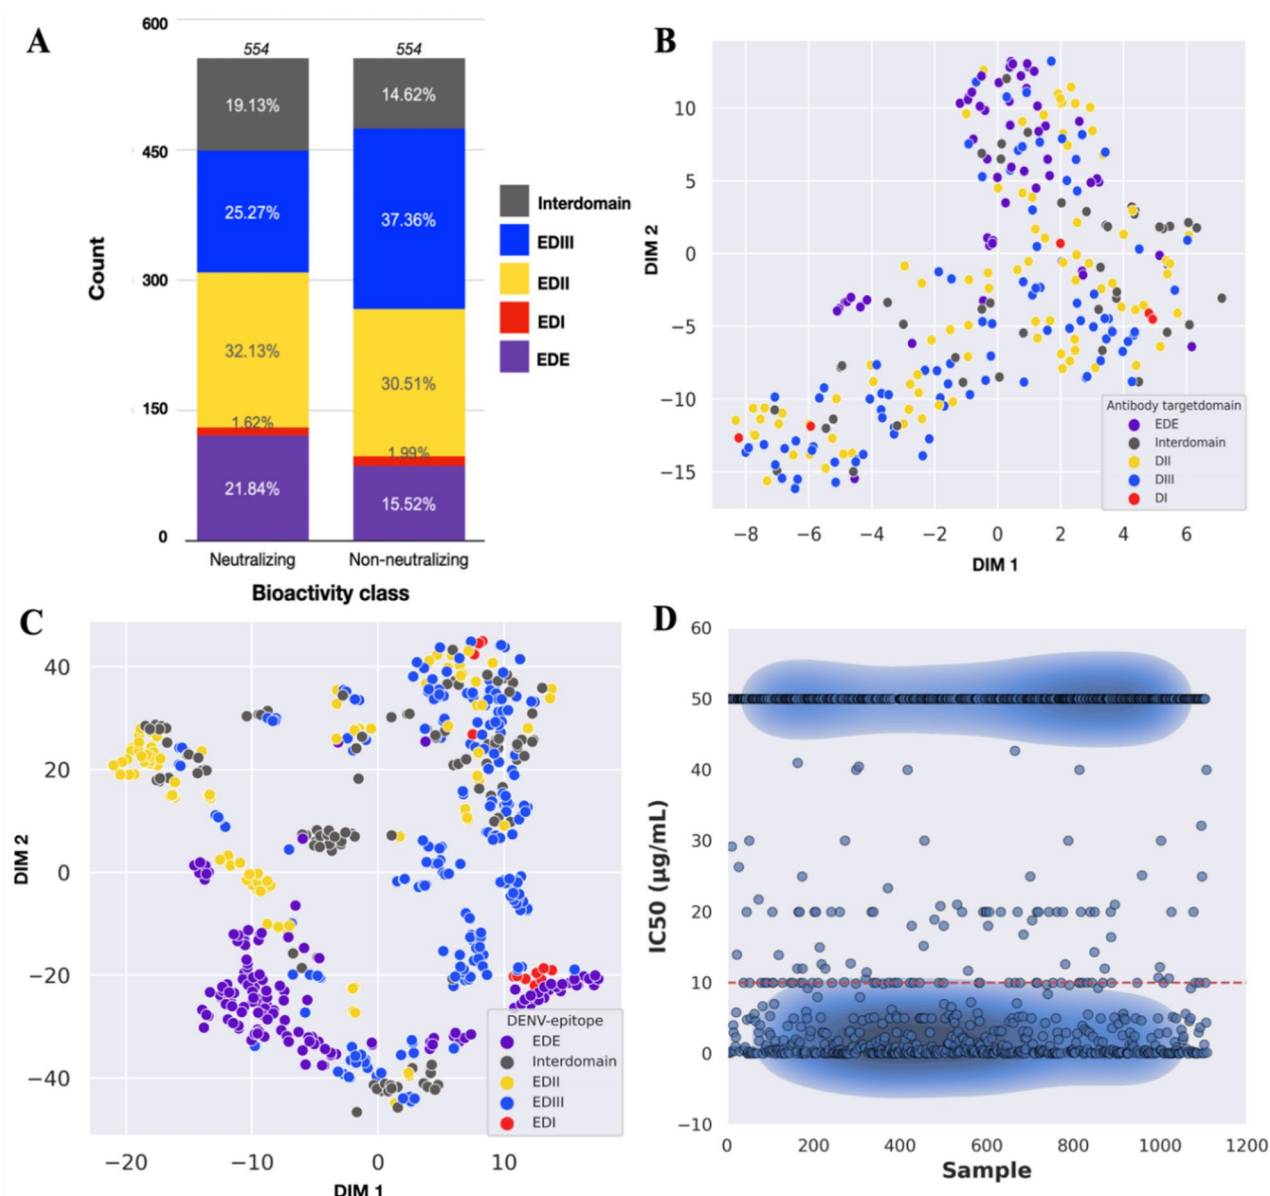 A
600
554
554
19.13%
14.62%
450
25.27%
37.36%
Count
300
32.13%
30.51%
150
1.62%
1.99%
21.84%
15.52%
0
Neutralizing
Non-neutralizing
Bioactivity class
Interdomain
EDIII
EDII
EDI
EDE
B
10
5
0
−5
−10
−15
DIM 2
−8 −6 −4 −2 0 2 4 6
DIM 1
Antibody targetdomain
EDE
Interdomain
DII
DIII
DI
C
40
20
0
−20
−40
DIM 2
−20 −10 0 10
DIM 1
DENV-epitope
EDE
Interdomain
EDII
EDIII
EDI
D
60
50
40
30
20
10
0
−10
IC50 (µg/mL)
0 200 400 600 800 1000 1200
Sample